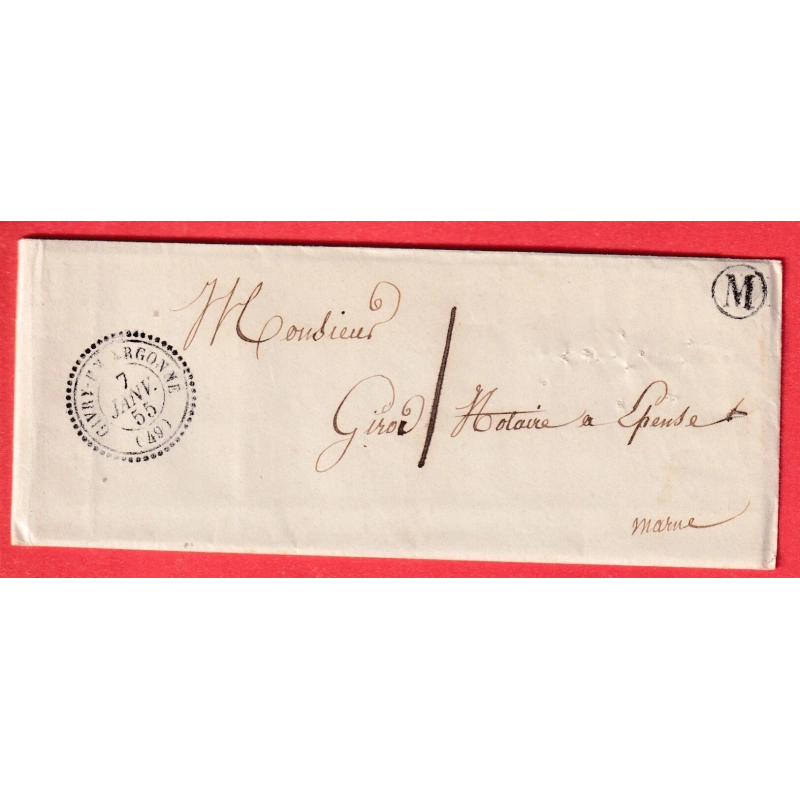 M
Monsieur
GIVRY-EN-ARGONNE
7
JANV.
55
(49)
Girod Notaire a Epense
marne